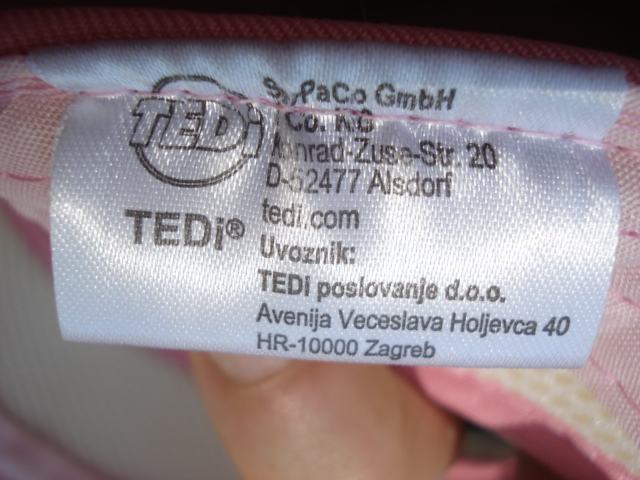 TEDi
TEDi®
PaCo GmbH
Co. KG
Konrad-Zuse-Str. 20
D-52477 Alsdorf
tedi.com
Uvoznik:
TEDi poslovanje d.o.o.
Avenija Veceslava Holjevca 40
HR-10000 Zagreb